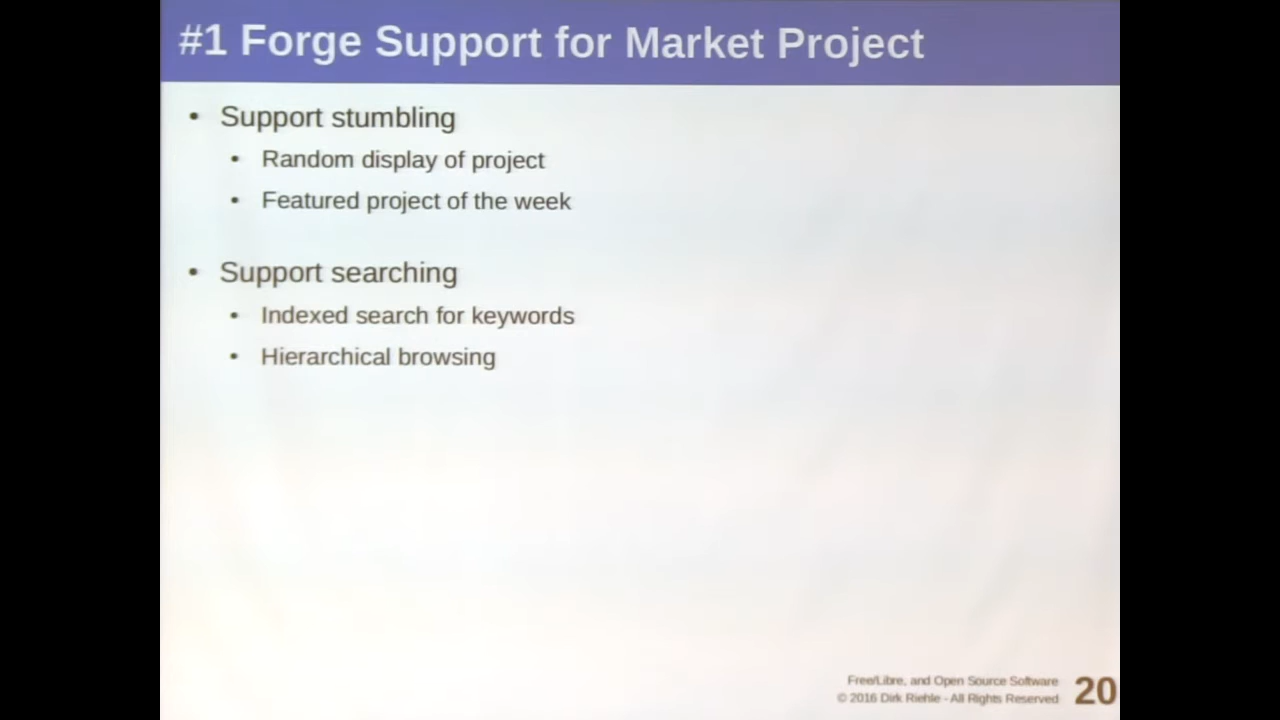 #1 Forge Support for Market Project
• Support stumbling
• Random display of project
• Featured project of the week
• Support searching
• Indexed search for keywords
• Hierarchical browsing
Free/Libre, and Open Source Software
© 2016 Dirk Riehle - All Rights Reserved
20